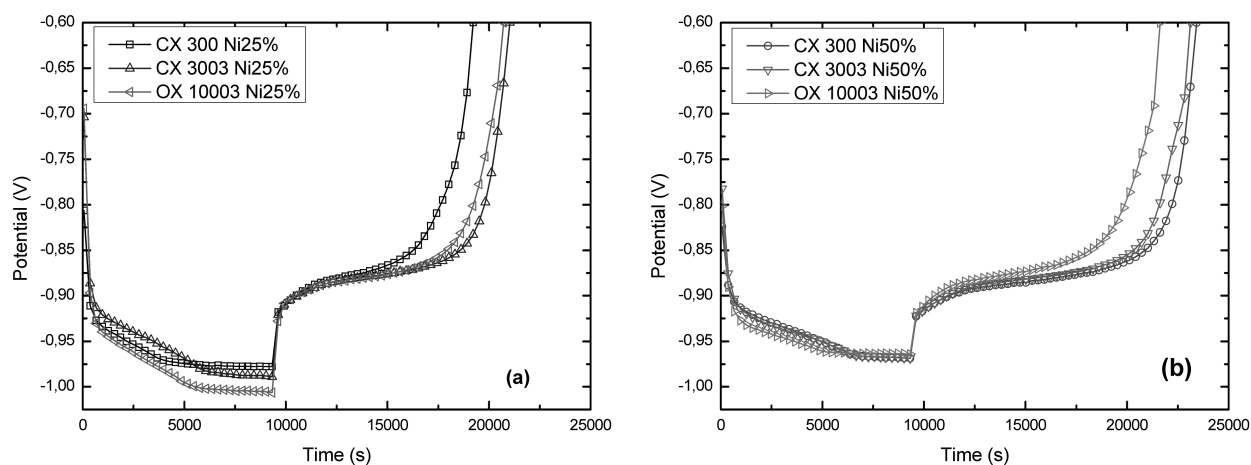 -0,60
-0,65
-0,70
-0,75
-0,80
-0,85
-0,90
-0,95
-1,00
Potential (V)
CX 300 Ni25%
CX 3003 Ni25%
OX 10003 Ni25%
(a)
0 5000 10000 15000 20000 25000
Time (s)
-0,60
-0,65
-0,70
-0,75
-0,80
-0,85
-0,90
-0,95
-1,00
Potential (V)
CX 300 Ni50%
CX 3003 Ni50%
OX 10003 Ni50%
(b)
0 5000 10000 15000 20000 25000
Time (s)